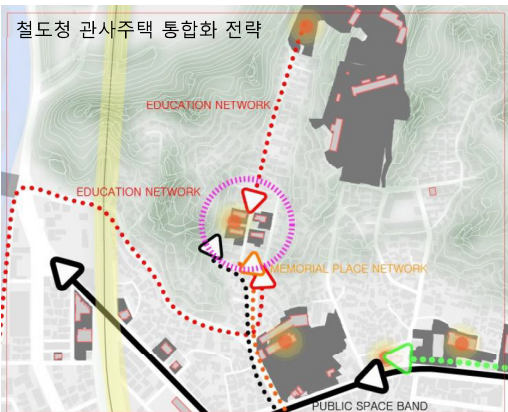 철도청 관사주택 통합화 전략
EDUCATION NETWORK
EDUCATION NETWORK
MEMORIAL PLACE NETWORK
PUBLIC SPACE BAND